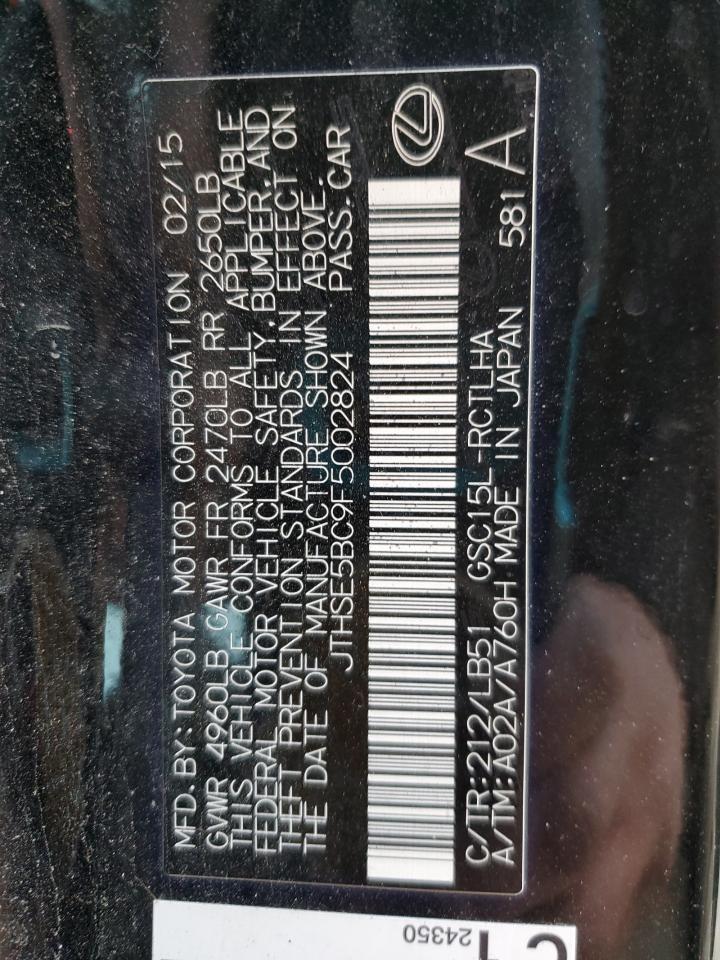 MFD.BY:TOYOTA MOTOR CORPORATION 02/15
GVWR 4960LB GAWR FR 2470LB RR 2650LB
THIS VEHICLE CONFORMS TO ALL APPLICABLE
FEDERAL MOTOR VEHICLE SAFETY,BUMPER,AND
THEFT PREVENTION STANDARDS IN EFFECT ON
THE DATE OF MANUFACTURE SHOWN ABOVE.
JTHSE5BC9F5002824 PASS.CAR
C/TR:212/LB51 GSC15L-RCTLHA
A/TM:A02A/A760H MADE IN JAPAN 581 A
24350